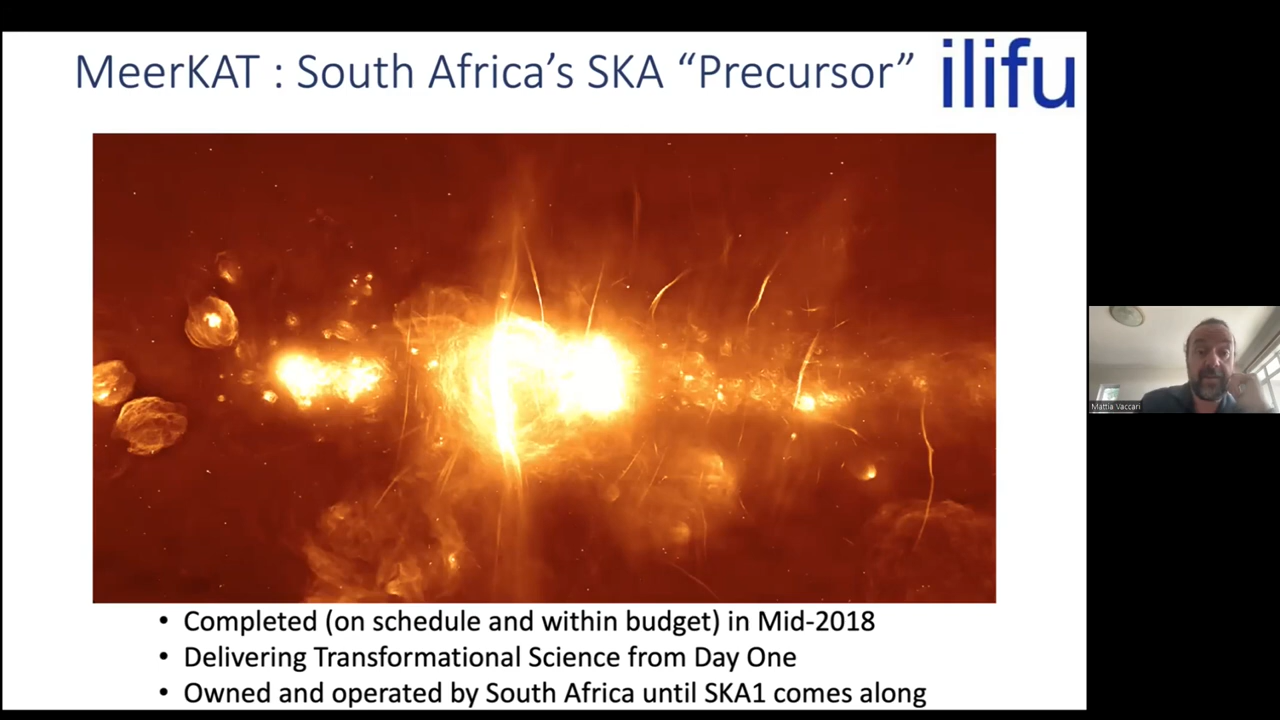 MeerKAT : South Africa’s SKA “Precursor”
ilifu
• Completed (on schedule and within budget) in Mid-2018
• Delivering Transformational Science from Day One
• Owned and operated by South Africa until SKA1 comes along
Mattia Vaccari